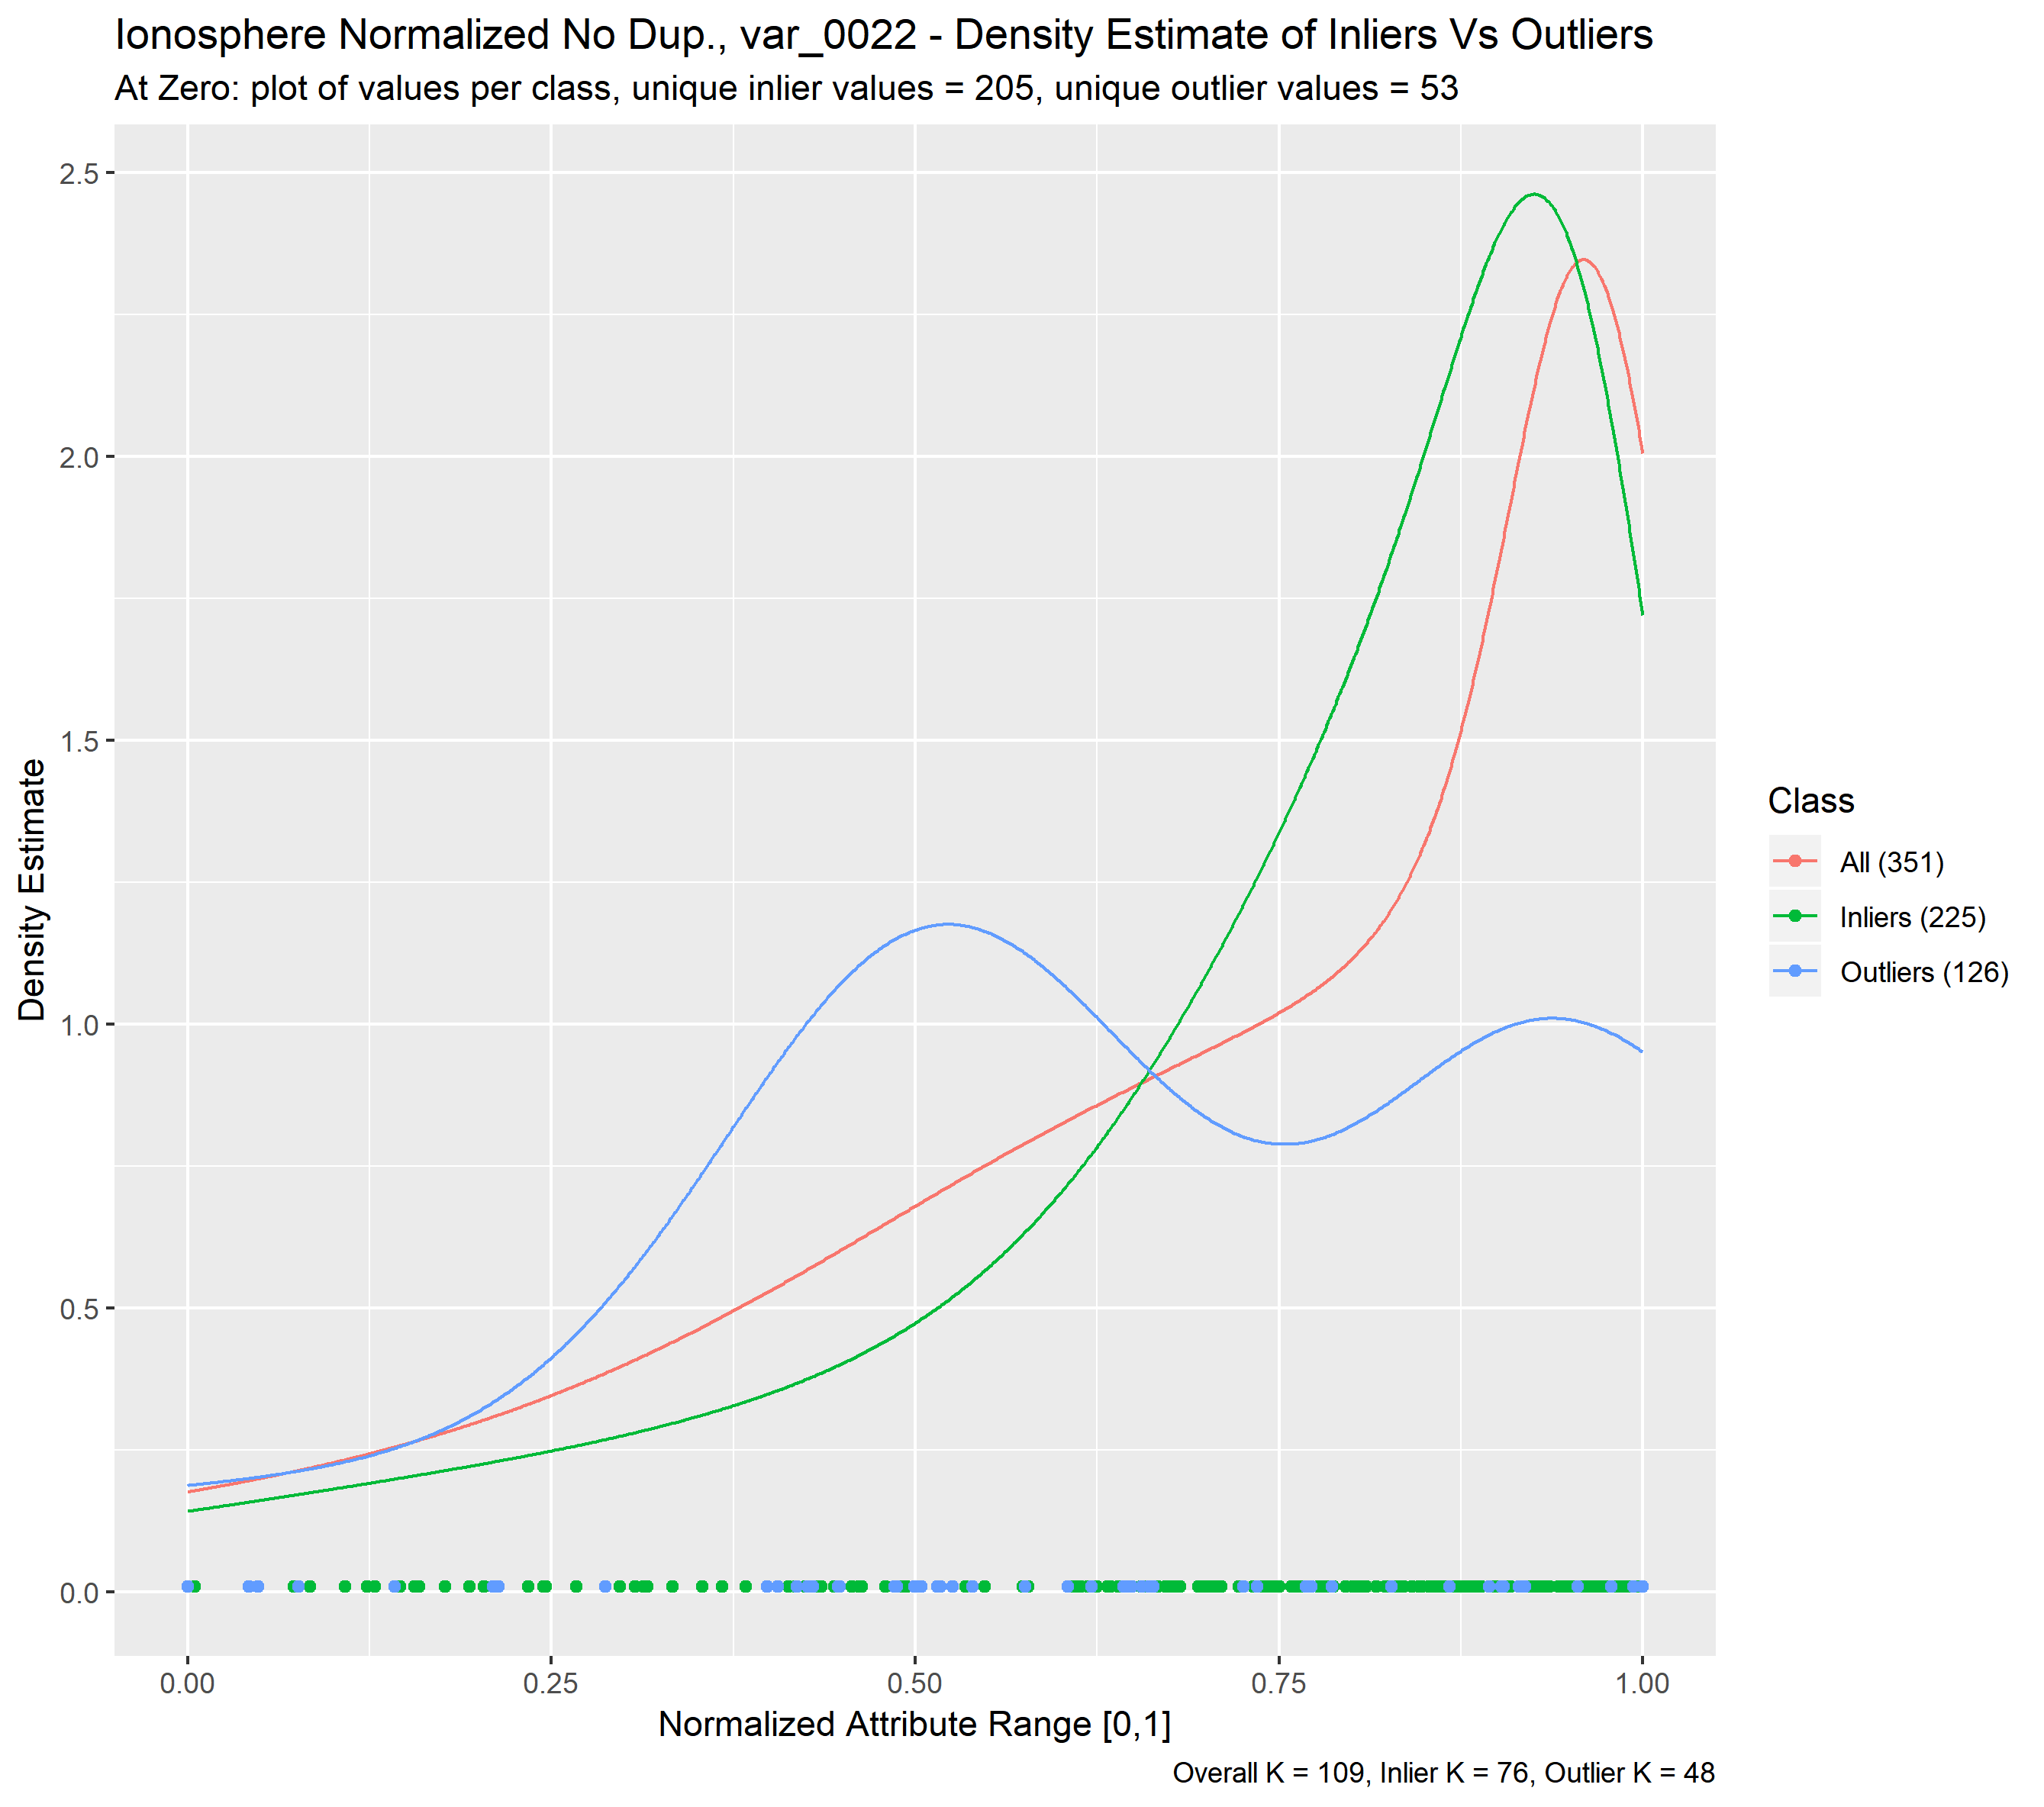 Ionosphere Normalized No Dup., var_0022 - Density Estimate of Inliers Vs Outliers
At Zero: plot of values per class, unique inlier values = 205, unique outlier values = 53
2.5
2.0
1.5
1.0
0.5
0.0
Density Estimate
0.00 0.25 0.50 0.75 1.00
Normalized Attribute Range [0,1]
Overall K = 109, Inlier K = 76, Outlier K = 48
Class
All (351)
Inliers (225)
Outliers (126)